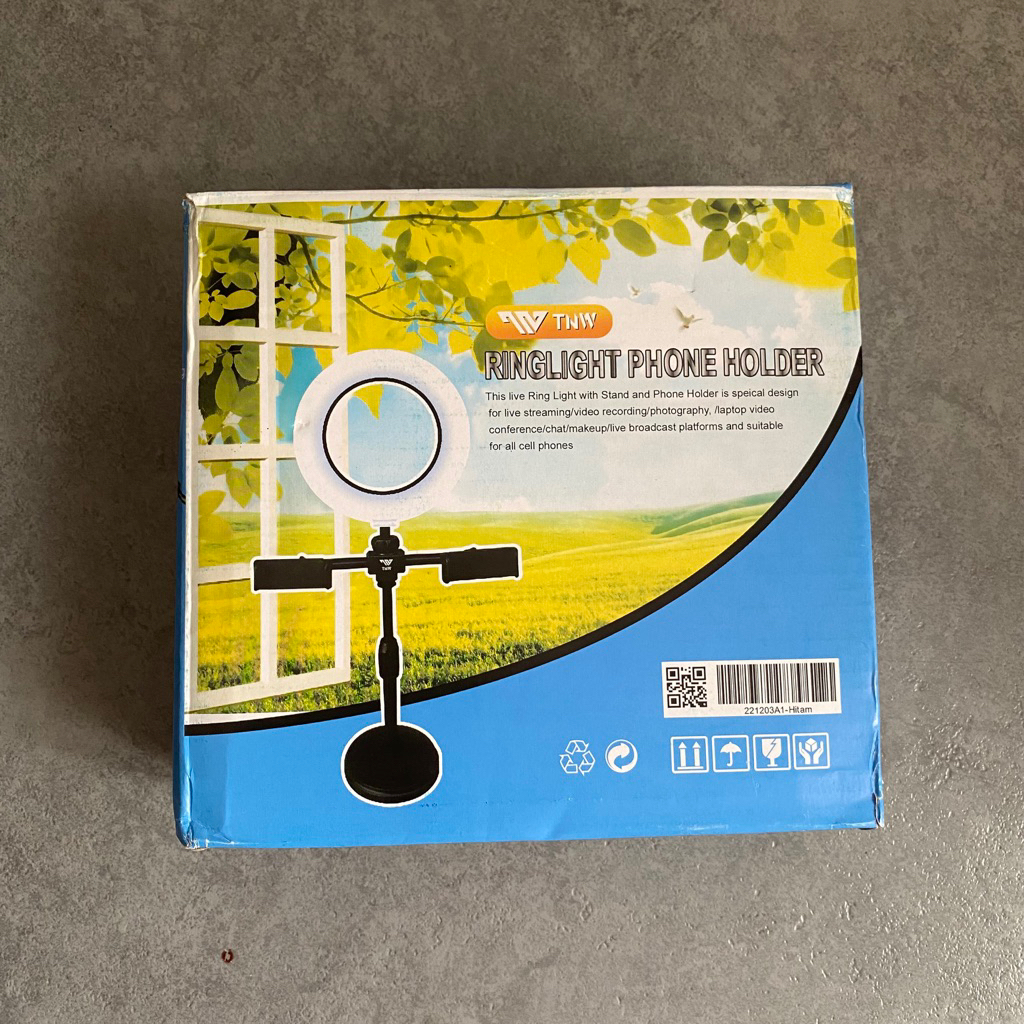 TNW
RINGLIGHT PHONE HOLDER
This live Ring Light with Stand and Phone Holder is speical design
for live streaming/video recording/photography, /laptop video
conference/chat/makeup/live broadcast platforms and suitable
for all cell phones
TNW
221203A1-Hitam